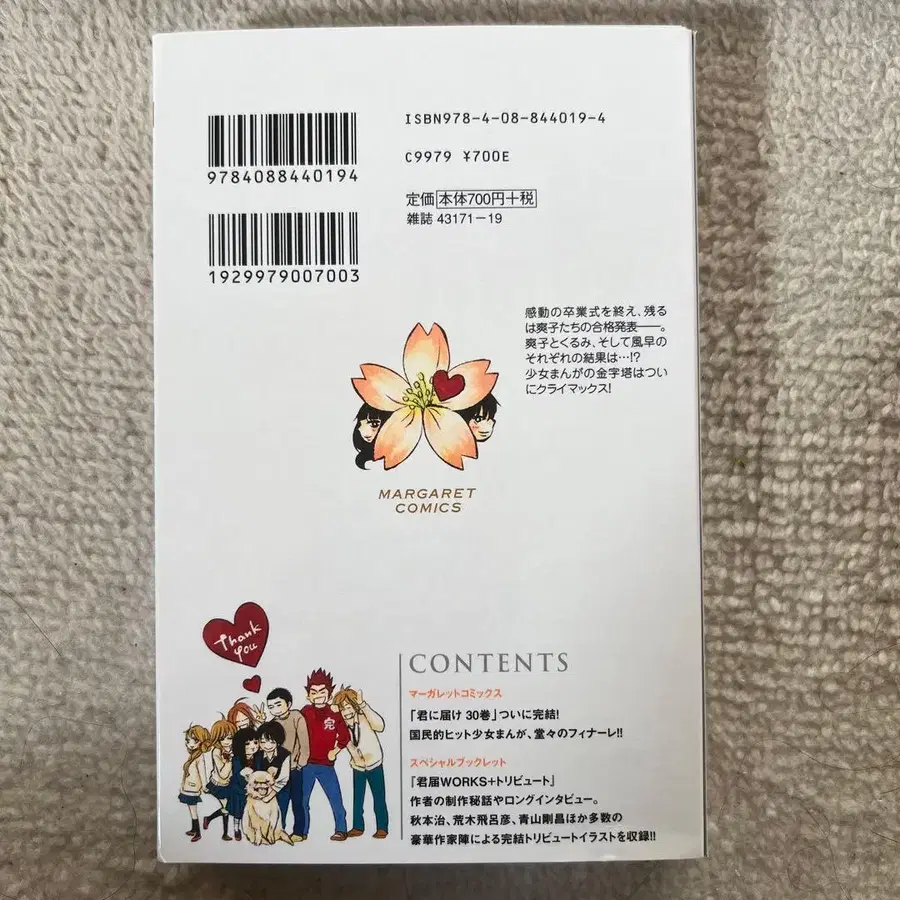 ISBN978-4-08-844019-4
C9979 ¥700E
9784088440194
定価 本体700円+税
雑誌 43171-19
1929979007003
感動の卒業式を終え、残る
は爽子たちの合格発表——。
爽子とくるみ、そして風早の
それぞれの結果は…!?
少女まんがの金字塔はつい
にクライマックス!
MARGARET
COMICS
Thank
you
完
CONTENTS
マーガレットコミックス
「君に届け 30巻」ついに完結!
国民的ヒット少女まんが、堂々のフィナーレ!!
スペシャルブックレット
『君届WORKS+トリビュート』
作者の制作秘話やロングインタビュー。
秋本治、荒木飛呂彦、青山剛昌ほか多数の
豪華作家陣による完結トリビュートイラストを収録!!